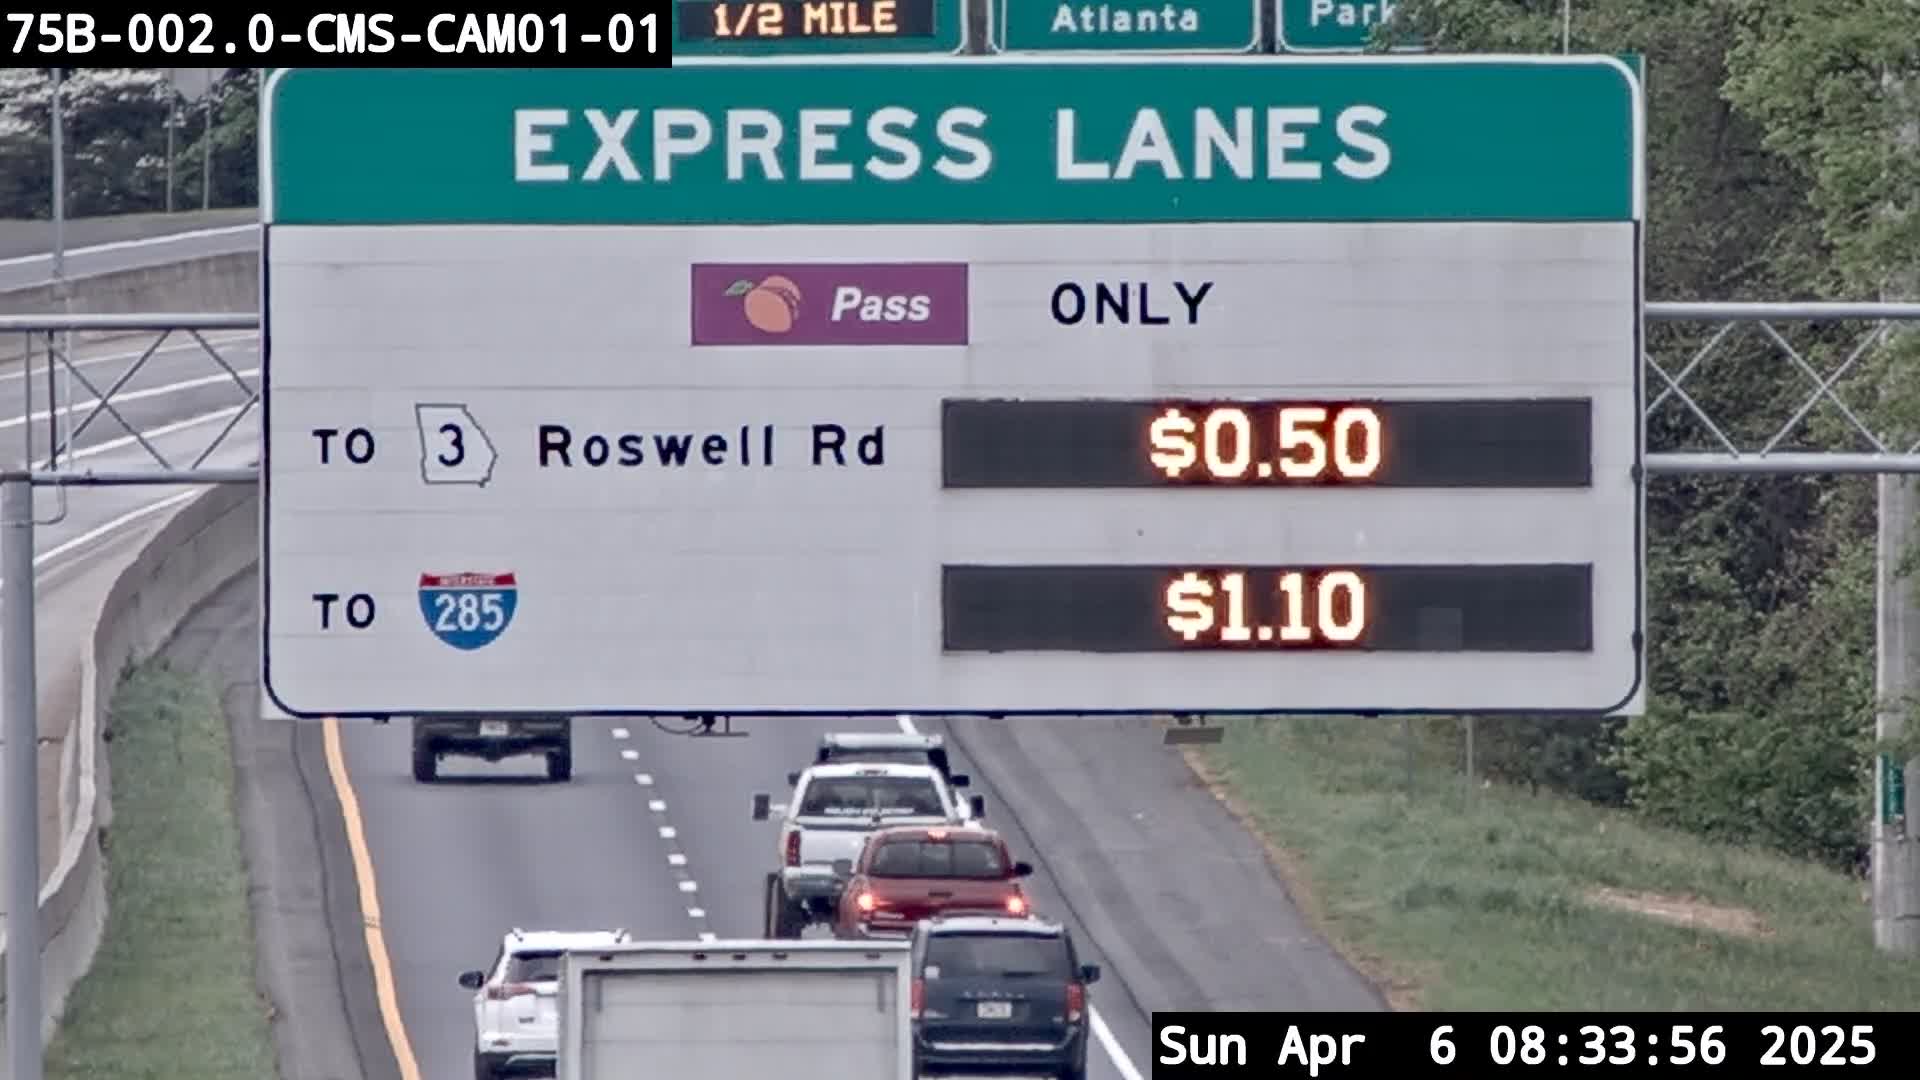 75B-002.0-CMS-CAM01-01
1/2 MILE
Atlanta
Park
EXPRESS LANES
Pass ONLY
TO 3 Roswell Rd $0.50
TO INTERSTATE 285 $1.10
Sun Apr 6 08:33:56 2025